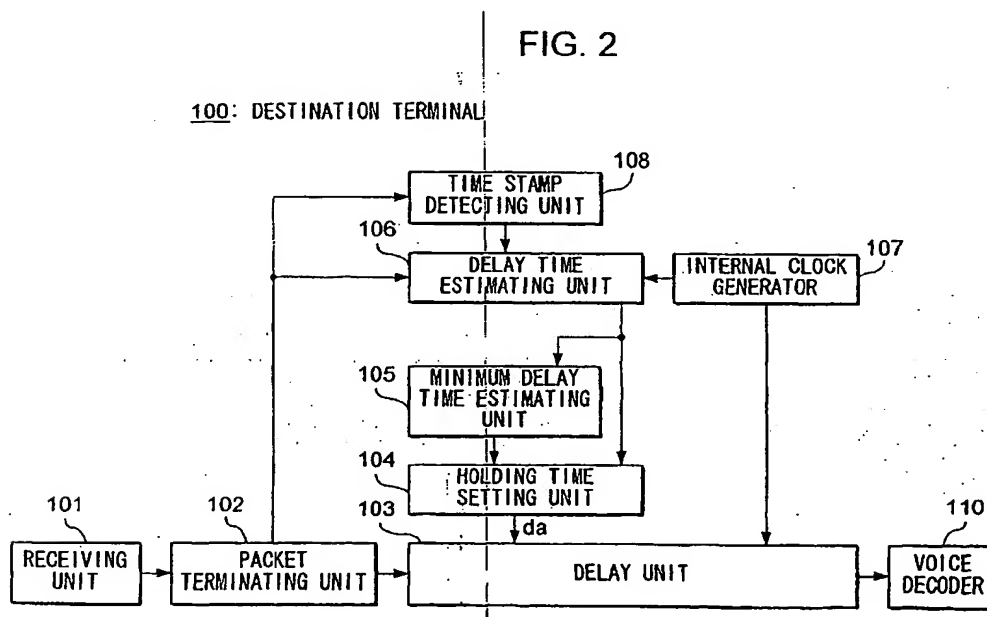 FIG. 2
100: DESTINATION TERMINAL
108
TIME STAMP
DETECTING UNIT
106
DELAY TIME
ESTIMATING UNIT
107
INTERNAL CLOCK
GENERATOR
105
MINIMUM DELAY
TIME ESTIMATING
UNIT
104
HOLDING TIME
SETTING UNIT
da
101
RECEIVING
UNIT
102
PACKET
TERMINATING UNIT
103
DELAY UNIT
110
VOICE
DECODER